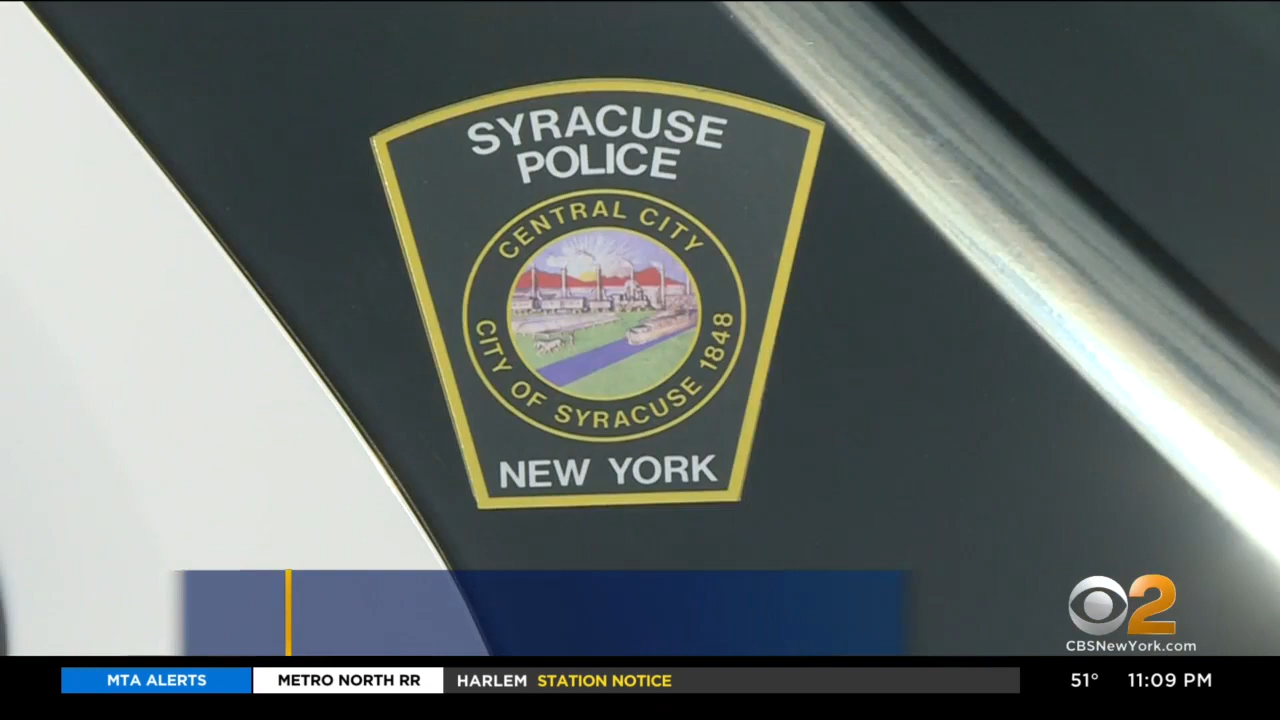 SYRACUSE
POLICE
CENTRAL CITY
CITY OF SYRACUSE 1848
NEW YORK
2
CBSNewYork.com
MTA ALERTS METRO NORTH RR HARLEM STATION NOTICE 51° 11:09 PM